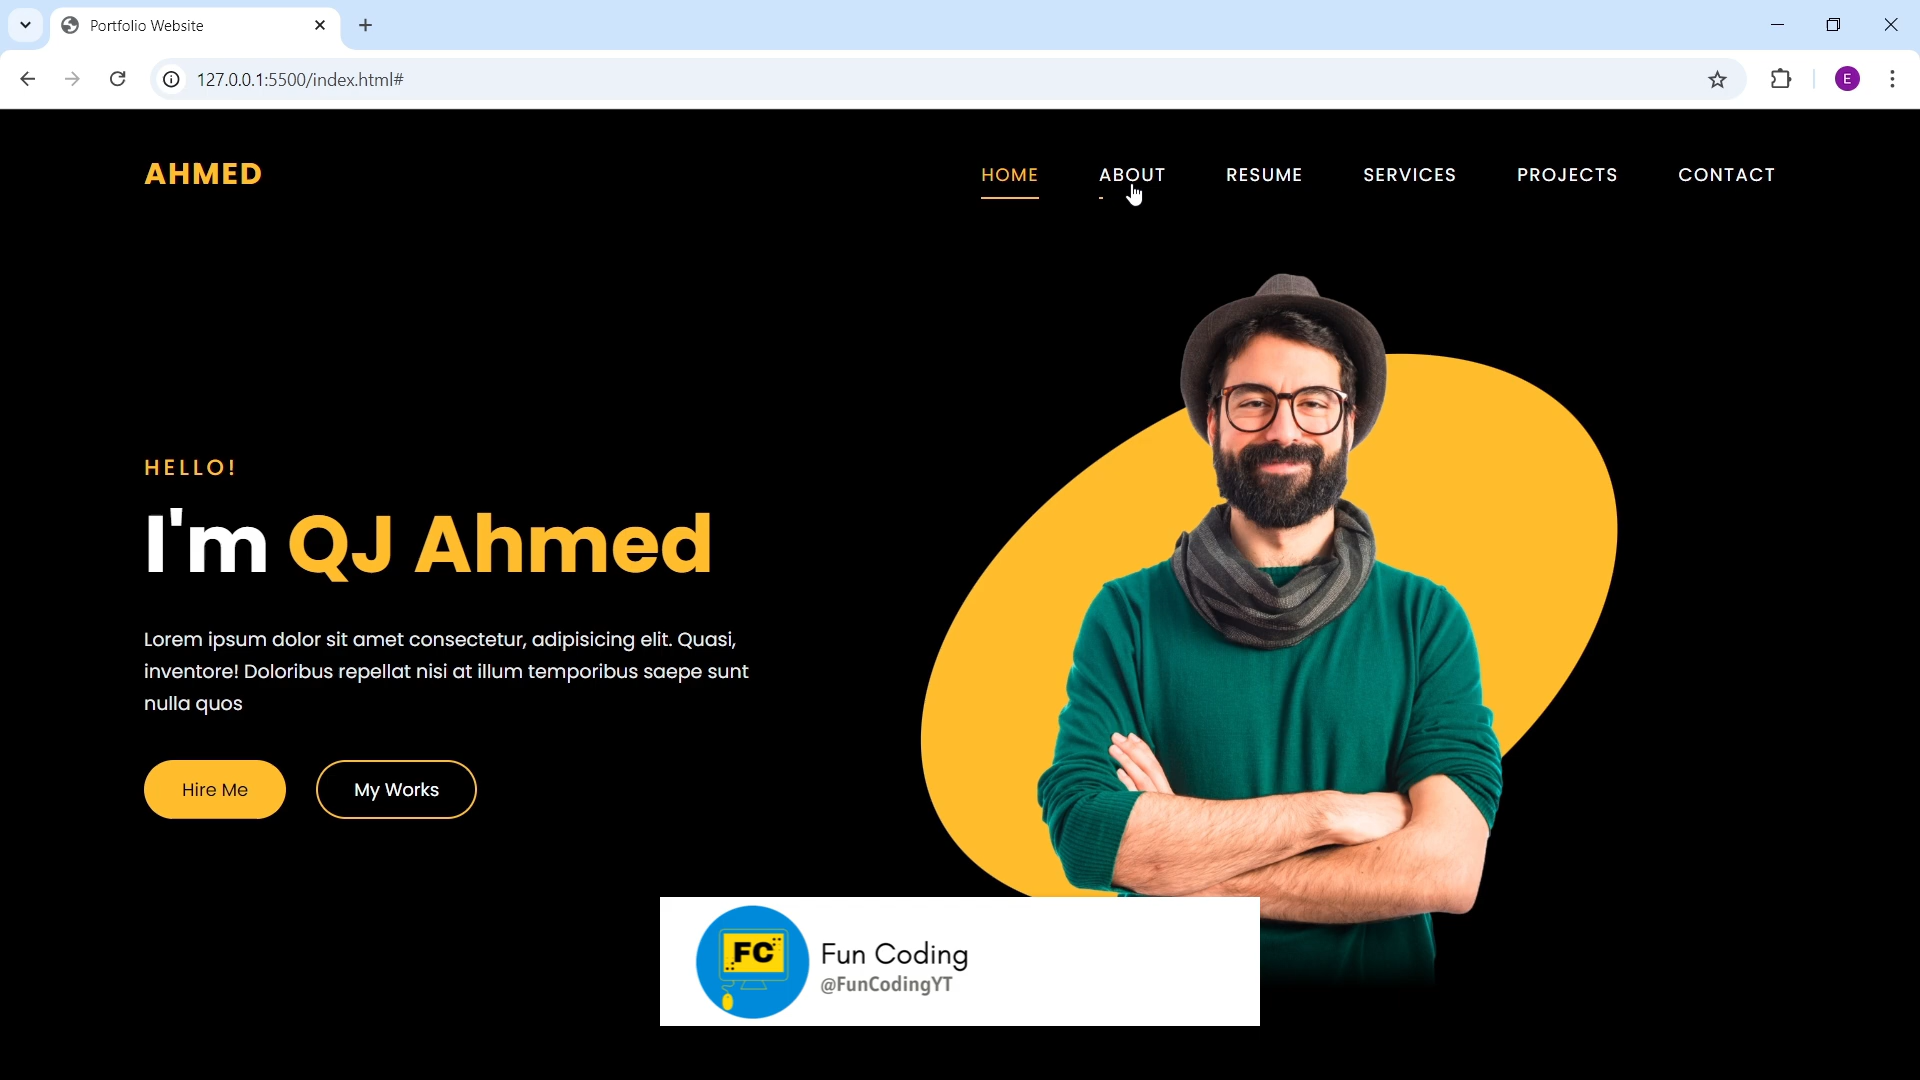 Portfolio Website
127.0.0.1:5500/index.html#
E
AHMED
HOME ABOUT RESUME SERVICES PROJECTS CONTACT
HELLO!
I'm QJ Ahmed
Lorem ipsum dolor sit amet consectetur, adipisicing elit. Quasi,
inventore! Doloribus repellat nisi at illum temporibus saepe sunt
nulla quos
Hire Me My Works
FC
Fun Coding
@FunCodingYT